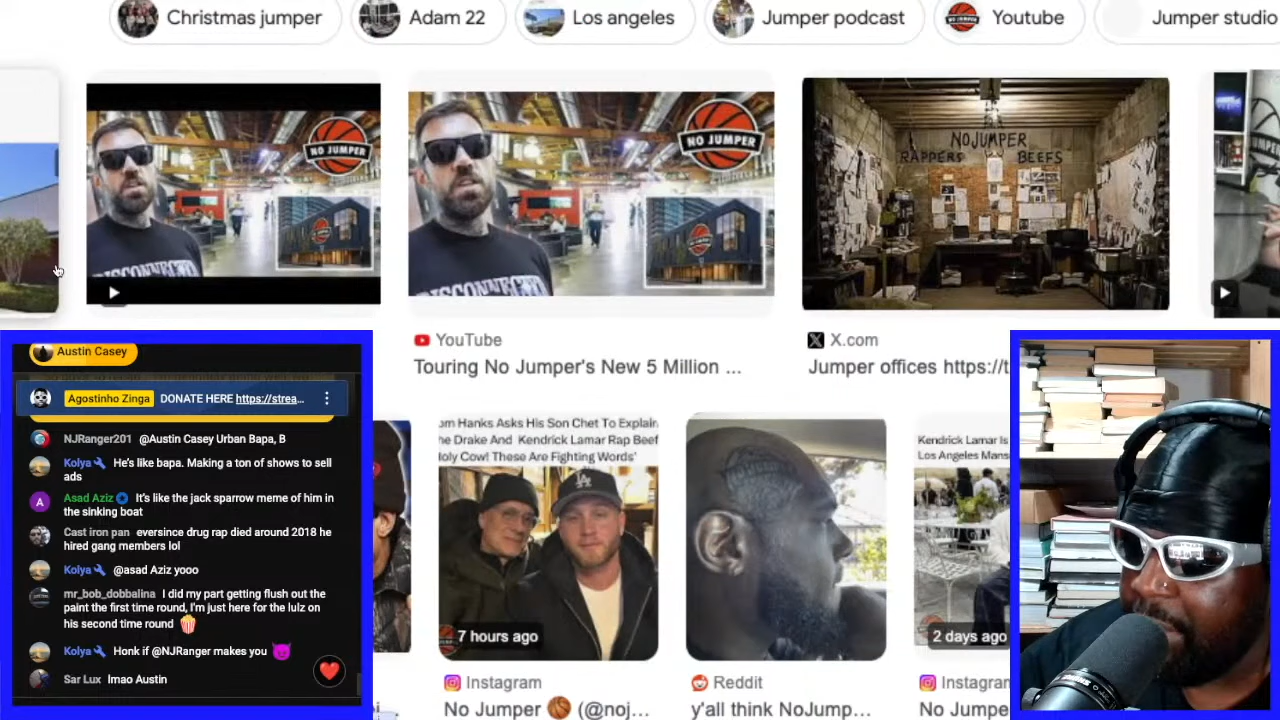 Christmas jumper
Adam 22
Los angeles
Jumper podcast
Youtube
Jumper studio
NO JUMPER
DISCONNECTED
NO JUMPER
DISCONNECTED
NOJUMPER
RAPPERS BEEFS
YouTube
Touring No Jumper's New 5 Million ...
X.com
Jumper offices https://t
Austin Casey
Agostinho Zinga DONATE HERE https://strea...
NJRanger201 @Austin Casey Urban Bapa, B
Kolya He's like bapa. Making a ton of shows to sell
ads
Asad Aziz It's like the jack sparrow meme of him in
the sinking boat
Cast iron pan eversince drug rap died around 2018 he
hired gang members lol
Kolya @asad Aziz yooo
mr_bob_dobbalina I did my part getting flush out the
paint the first time round, I'm just here for the lulz on
his second time round
Kolya Honk if @NJRanger makes you
Sar Lux lmao Austin
om Hanks Asks His Son Chet To Explain
he Drake And Kendrick Lamar Rap Beef
Holy Cow! These Are Fighting Words'
LA
7 hours ago
Instagram
No Jumper 🏀 (@noj...
Reddit
y'all think NoJump...
Kendrick Lamar Is
Los Angeles Mans
2 days ago
Instagram
No Jumpe